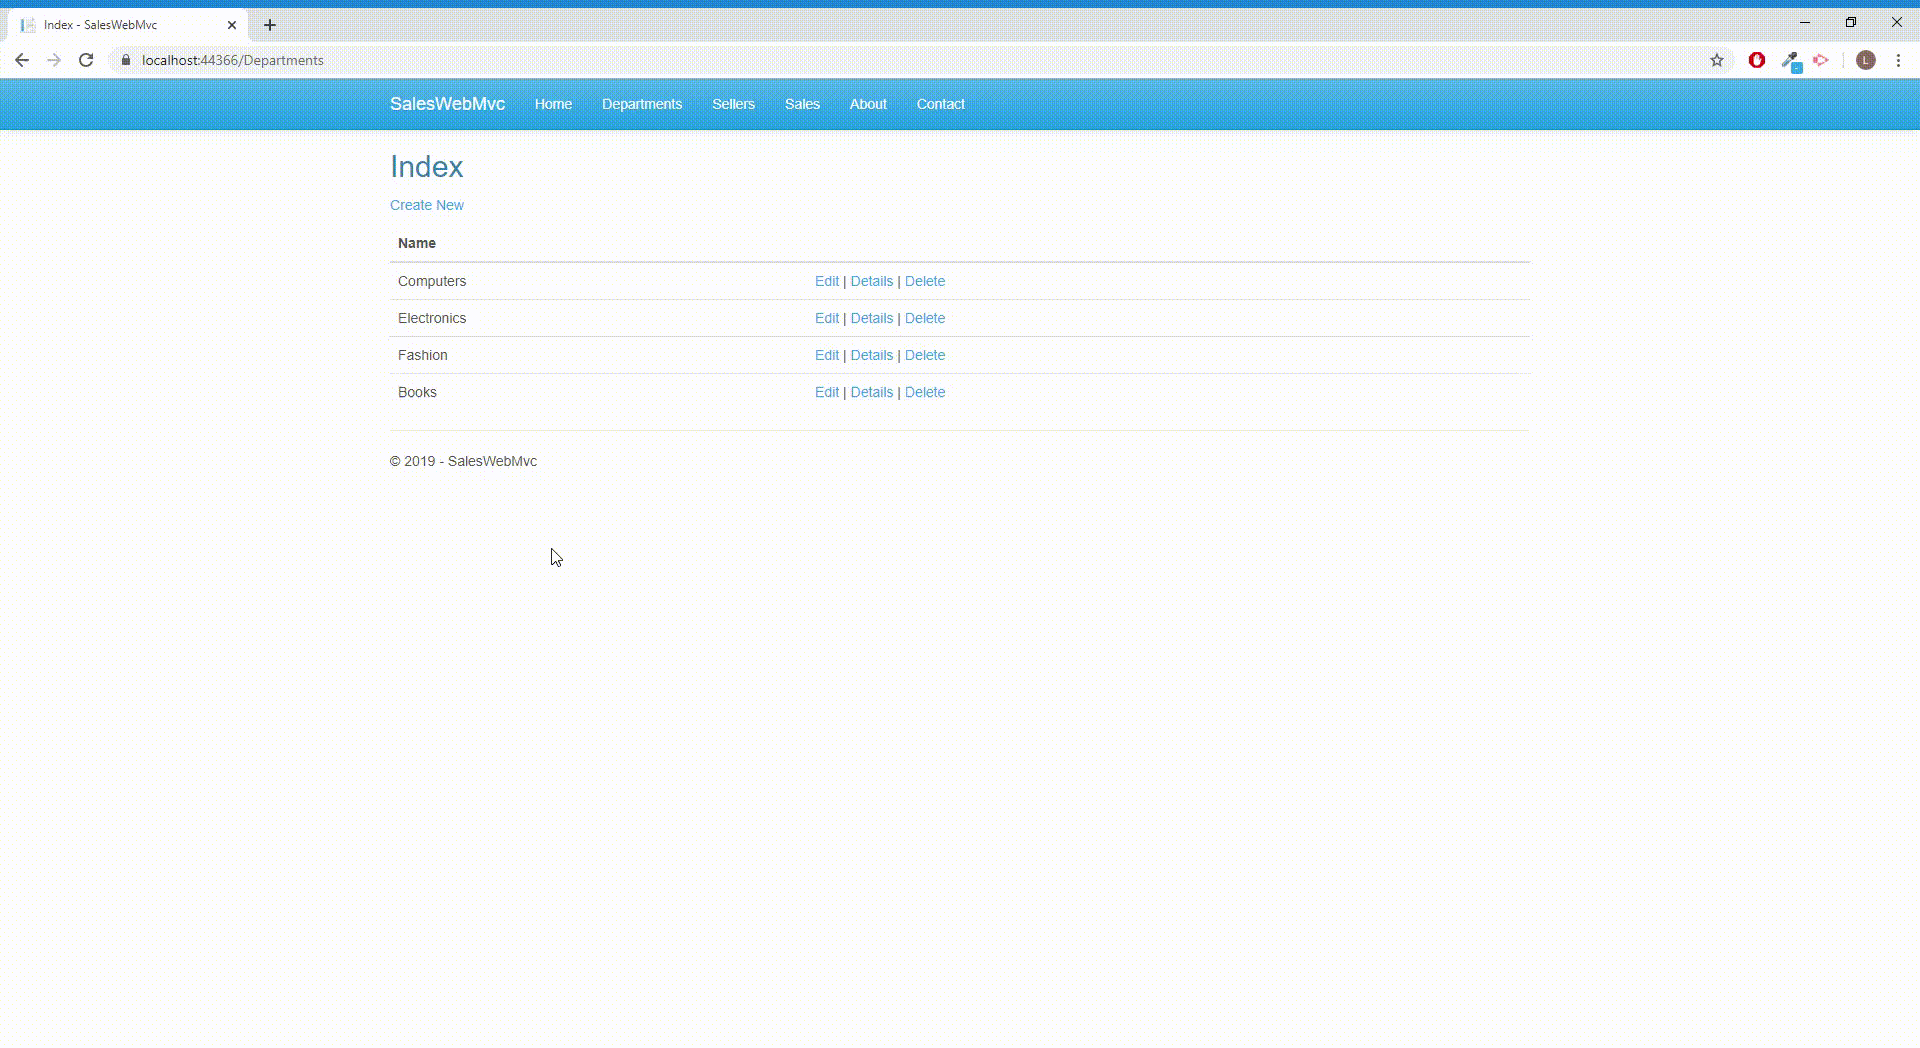 Index - SalesWebMvc
localhost:44366/Departments
L
SalesWebMvc Home Departments Sellers Sales About Contact
Index
Create New
Name
Computers Edit | Details | Delete
Electronics Edit | Details | Delete
Fashion Edit | Details | Delete
Books Edit | Details | Delete
© 2019 - SalesWebMvc